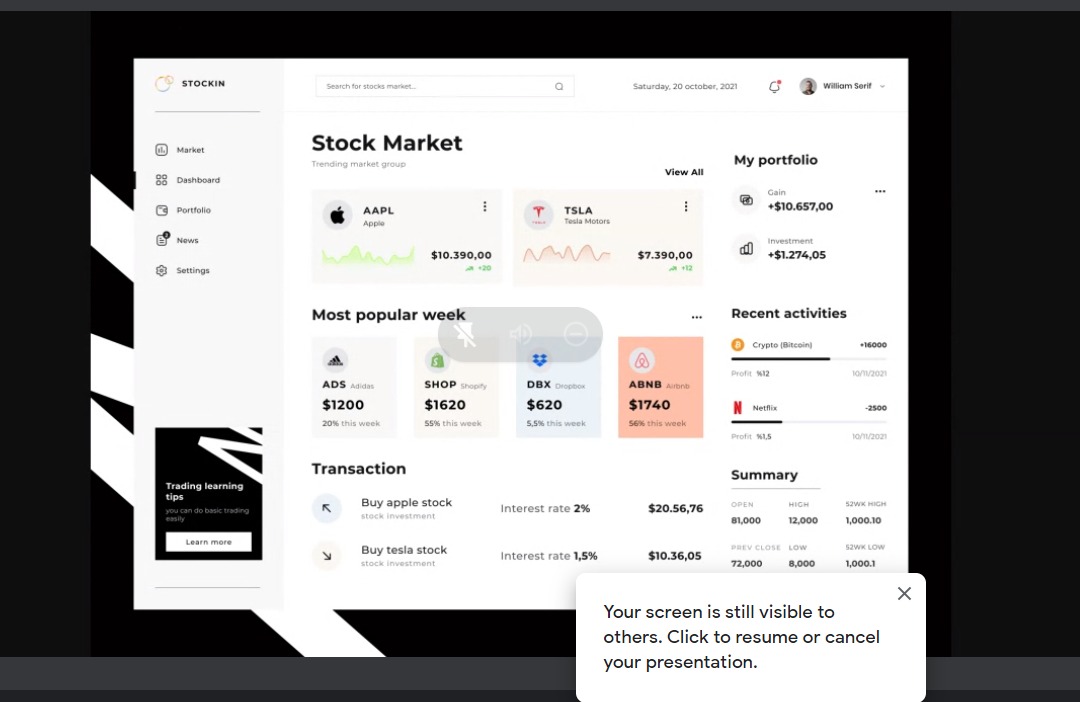 STOCKIN
Search for stocks market...
Saturday, 20 october, 2021
William Serif
Market
Dashboard
Portfolio
News
Settings
Trading learning
tips
you can do basic trading
easily
Learn more
Stock Market
Trending market group
View All
AAPL
Apple
$10.390,00
+20
TSLA
Tesla Motors
$7.390,00
+12
Most popular week
ADS Adidas
$1200
20% this week
SHOP Shopify
$1620
55% this week
DBX Dropbox
$620
5,5% this week
ABNB Airbnb
$1740
56% this week
Transaction
Buy apple stock
stock investment
Interest rate 2%
$20.56,76
Buy tesla stock
stock investment
Interest rate 1,5%
$10.36,05
My portfolio
Gain
+$10.657,00
Investment
+$1.274,05
Recent activities
Crypto (Bitcoin)
+16000
Profit %12
10/11/2021
Netflix
-2500
Profit %1,5
10/11/2021
Summary
OPEN HIGH 52WK HIGH
81,000 12,000 1,000.10
PREV CLOSE LOW 52WK LOW
72,000 8,000 1,000.1
Your screen is still visible to
others. Click to resume or cancel
your presentation.